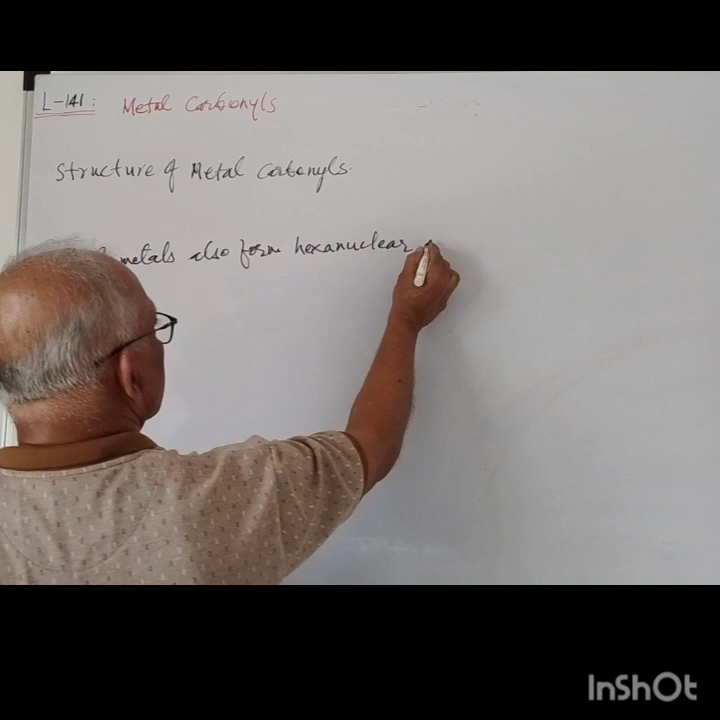 L-141: Metal Carbonyls
Structure of Metal Carbonyls.
metals also form hexanuclear
InShOt